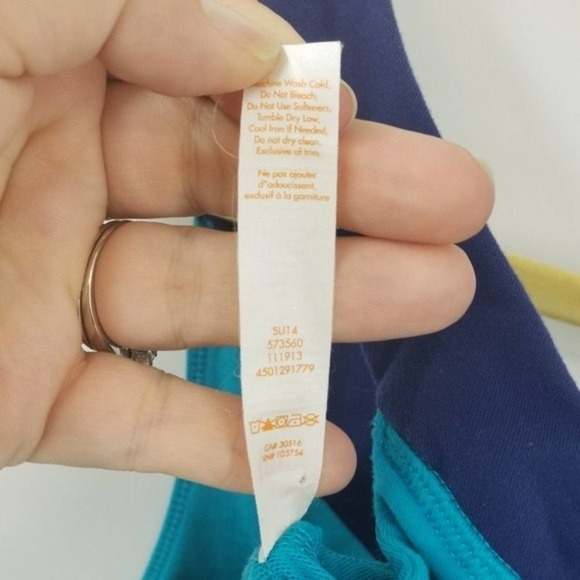 Machine Wash Cold,
Do Not Bleach,
Do Not Use Softeners,
Tumble Dry Low,
Cool Iron If Needed,
Do not dry clean.
Exclusive of trim.
Ne pas ajouter
d"adoucissant,
exclusif à la garniture
SU14
573560
111913
4501291779
CA# 30516
RN# 103754